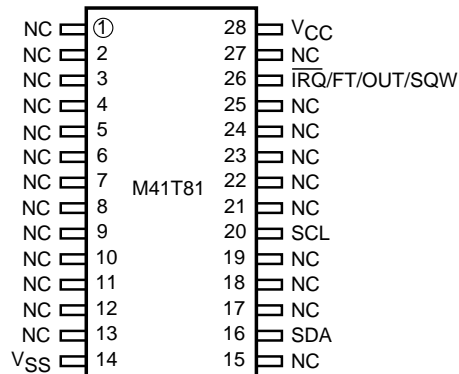 NC 1 28 VCC
NC 2 27 NC
NC 3 26 IRQ/FT/OUT/SQW
NC 4 25 NC
NC 5 24 NC
NC 6 23 NC
NC 7 22 NC
M41T81
NC 8 21 NC
NC 9 20 SCL
NC 10 19 NC
NC 11 18 NC
NC 12 17 NC
NC 13 16 SDA
VSS 14 15 NC